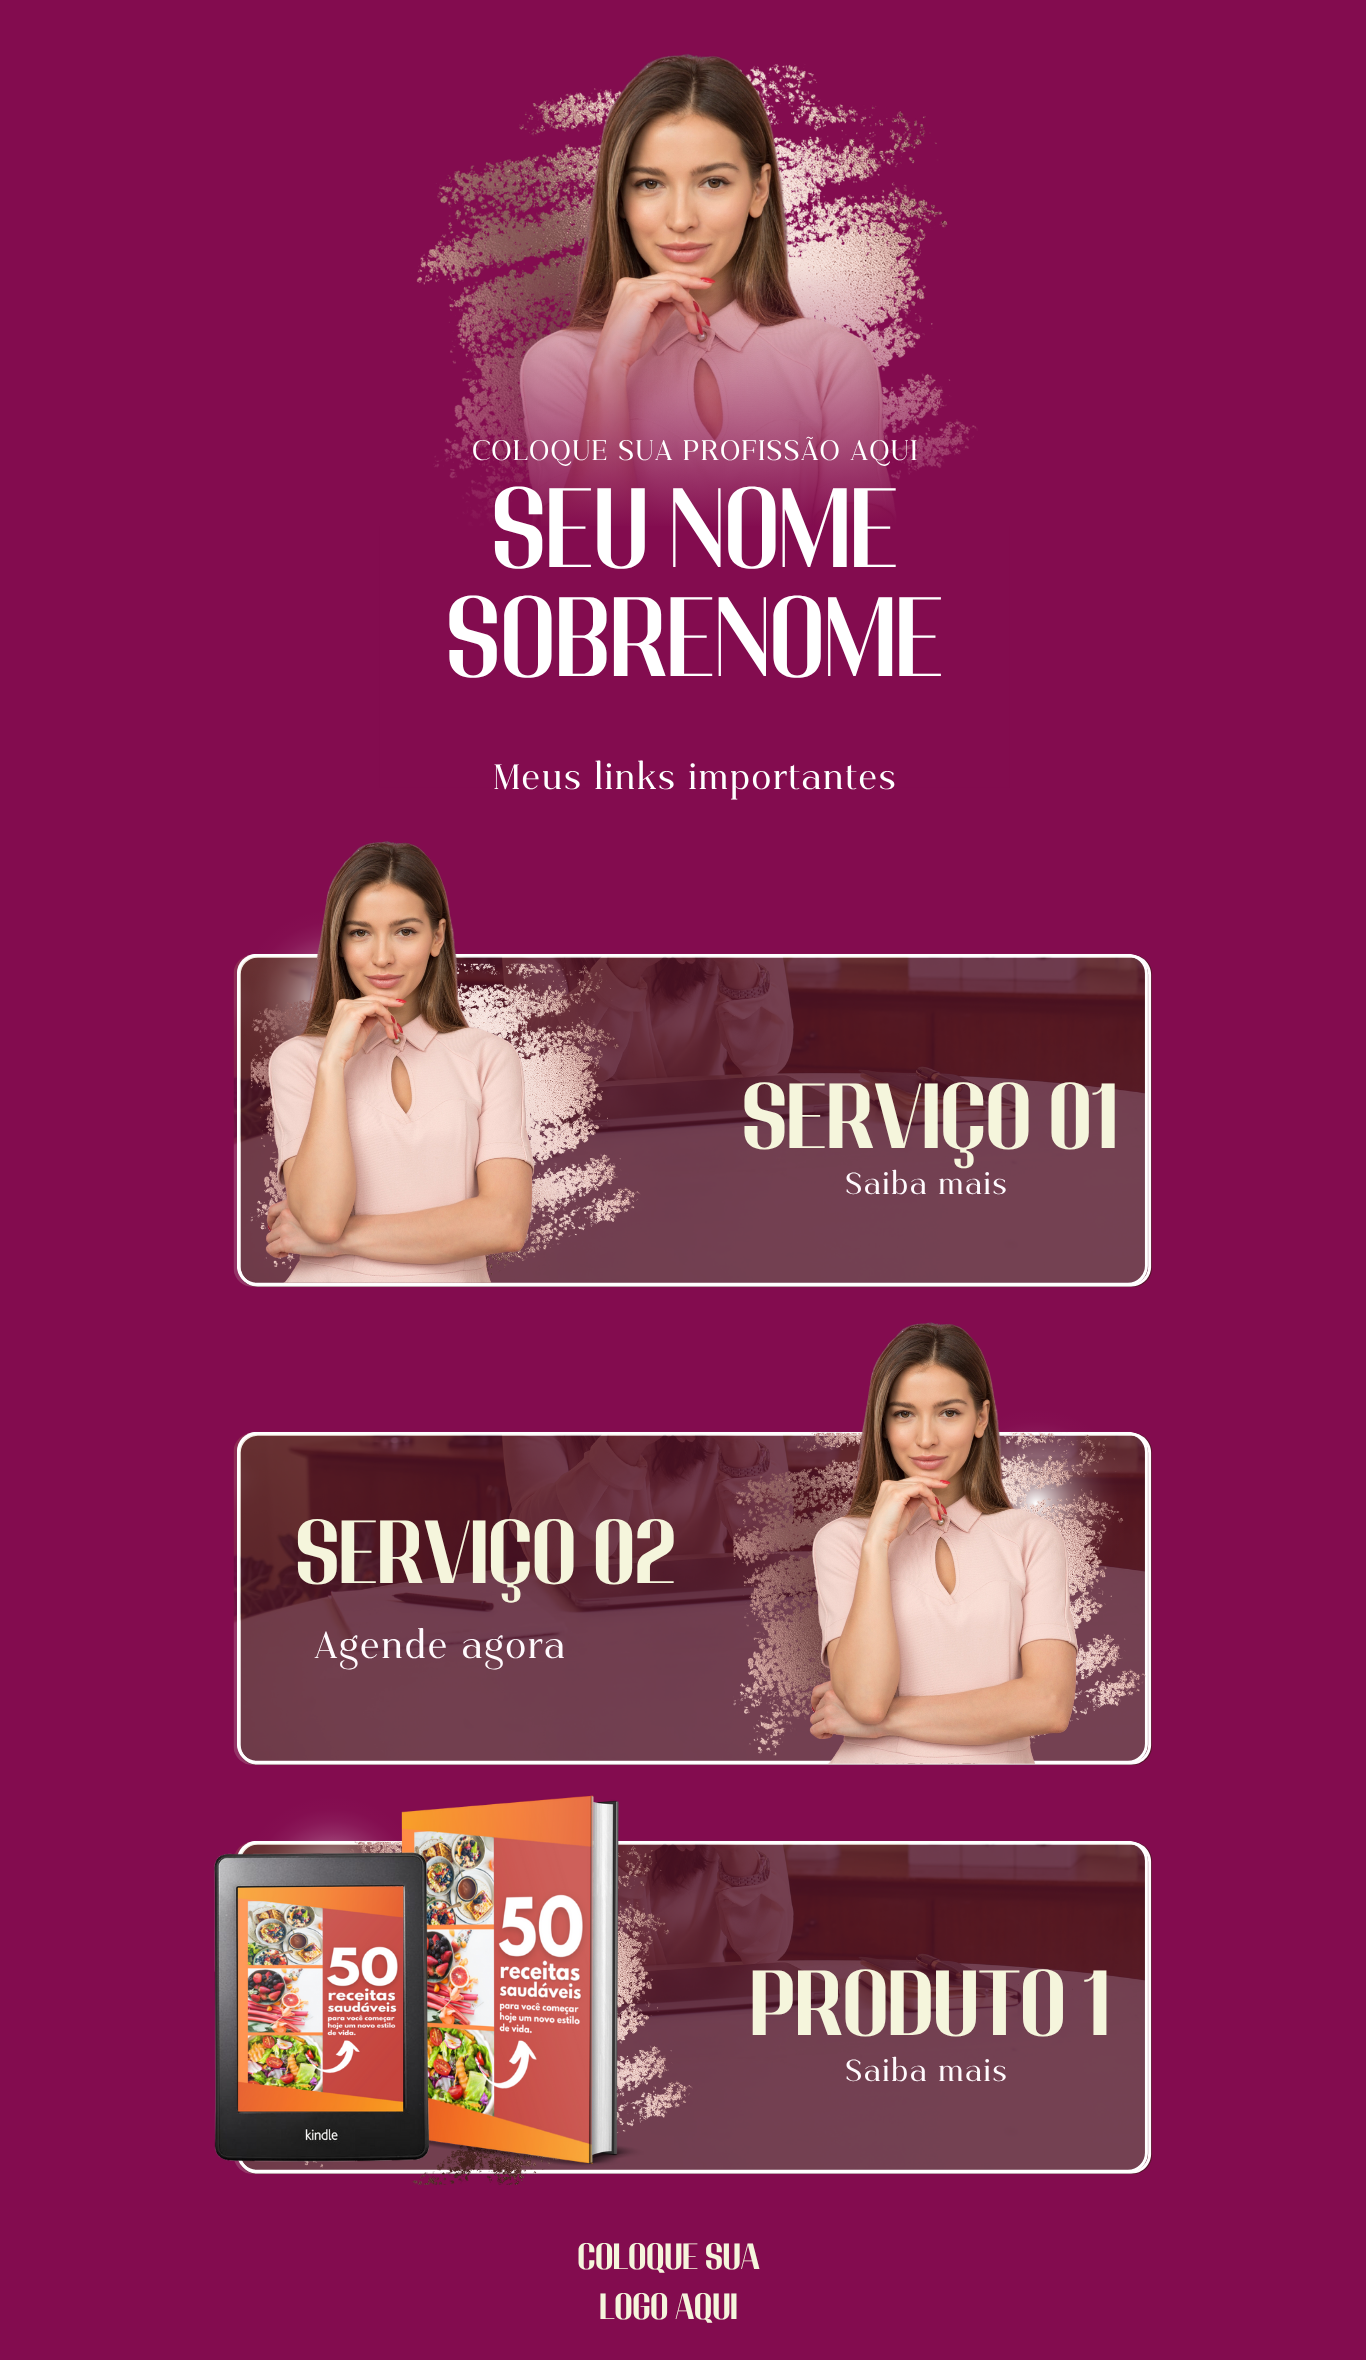 COLOQUE SUA PROFISSÃO AQUI
SEU NOME
SOBRENOME
Meus links importantes
SERVIÇO 01
Saiba mais
SERVIÇO 02
Agende agora
50
receitas
saudáveis
para você começar
hoje um novo estilo
de vida.
kindle
50
receitas
saudáveis
para você começar
hoje um novo estilo
de vida.
PRODUTO 1
Saiba mais
COLOQUE SUA
LOGO AQUI